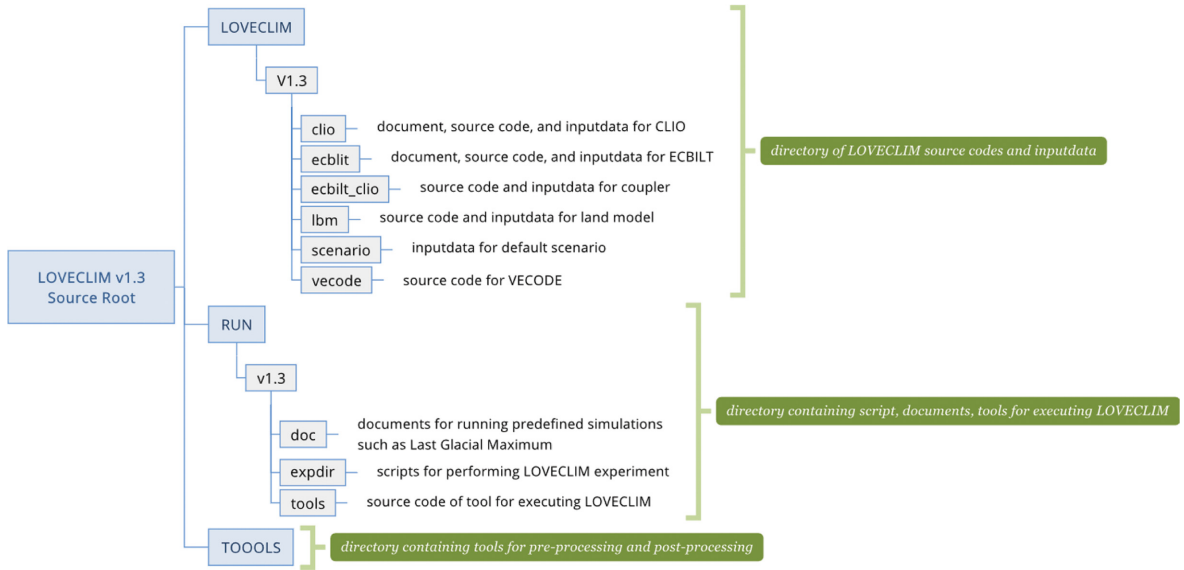 LOVECLIM v1.3
Source Root
LOVECLIM
V1.3
clio
document, source code, and inputdata for CLIO
ecblit
document, source code, and inputdata for ECBILT
ecbilt_clio
source code and inputdata for coupler
lbm
source code and inputdata for land model
scenario
inputdata for default scenario
vecode
source code for VECODE
directory of LOVECLIM source codes and inputdata
RUN
v1.3
doc
documents for running predefined simulations
such as Last Glacial Maximum
expdir
scripts for performing LOVECLIM experiment
tools
source code of tool for executing LOVECLIM
directory containing script, documents, tools for executing LOVECLIM
TOOOLS
directory containing tools for pre-processing and post-processing